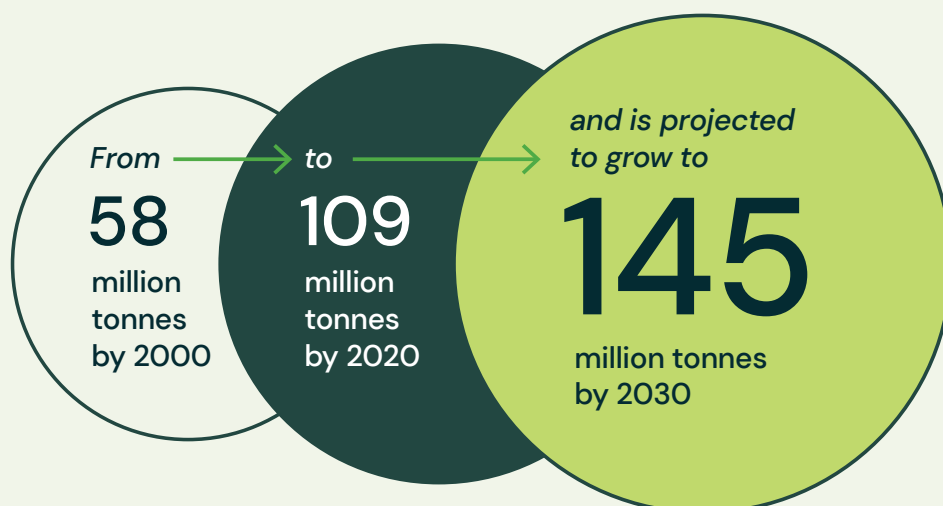 From
58
million
tonnes
by 2000
to
109
million
tonnes
by 2020
and is projected
to grow to
145
million tonnes
by 2030